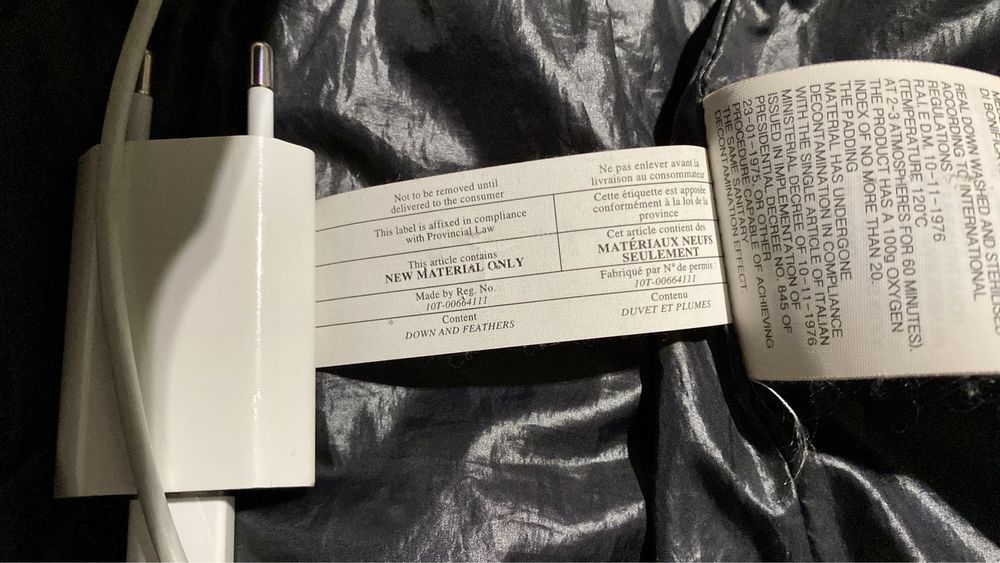 Not to be removed until
delivered to the consumer
This label is affixed in compliance
with Provincial Law
This article contains
NEW MATERIAL ONLY
Made by Reg. No.
10T-00664111
Content
DOWN AND FEATHERS
Ne pas enlever avant la
livraison au consommateur
Cette étiquette est apposée
conformément à la loi de la
province
Cet article contient des
MATÉRIAUX NEUFS
SEULEMENT
Fabriqué par N° de permis:
10T-00664111
Contenu
DUVET ET PLUMES
REAL DOWN WASHED AND STERILISED
ACCORDING TO INTERNATIONAL
REGULATIONS
R.A.I. D.M. 10-11-1976
(TEMPERATURE 120°C
AT 2-3 ATMOSPHERES FOR 60 MINUTES).
THE PRODUCT HAS A 100g OXYGEN
INDEX OF NO MORE THAN 20.
THE PADDING
MATERIAL HAS UNDERGONE
DECONTAMINATION IN COMPLIANCE
WITH THE SINGLE ARTICLE OF ITALIAN
MINISTERIAL DECREE OF 10-11-1976
ISSUED IN IMPLEMENTATION OF
PRESIDENTIAL DECREE NO. 845 OF
23-01-1975, OR OTHER
PROCEDURE CAPABLE OF ACHIEVING
THE SAME SANITARY
DECONTAMINATION EFFECT.